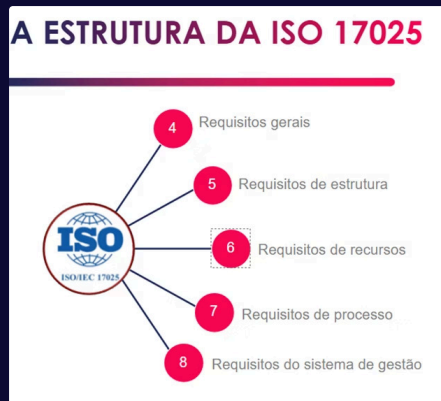 A ESTRUTURA DA ISO 17025
4 Requisitos gerais
5 Requisitos de estrutura
ISO
ISO/IEC 17025
6 Requisitos de recursos
7 Requisitos de processo
8 Requisitos do sistema de gestão